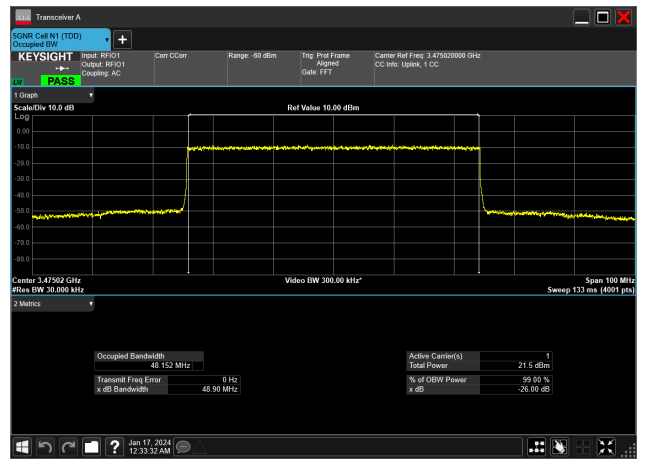 Transceiver A
5GNR Cell N1 (TDD)
Occupied BW
+
KEYSIGHT Input: RFIO1 Corr CCorr Range: -60 dBm Trig: Prot Frame Carrier Ref Freq: 3.475020000 GHz
Output: RFIO1 Aligned CC Info: Uplink, 1 CC
Coupling: AC Gate: FFT
PASS
1 Graph
Scale/Div 10.0 dB Ref Value 10.00 dBm
Log
0.00
-10.0
-20.0
-30.0
-40.0
-50.0
-60.0
-70.0
-80.0
Center 3.47502 GHz Video BW 300.00 kHz* Span 100 MHz
#Res BW 30.000 kHz Sweep 133 ms (4001 pts)
2 Metrics
Occupied Bandwidth Active Carrier(s) 1
48.152 MHz Total Power 21.5 dBm
Transmit Freq Error 0 Hz % of OBW Power 99.00 %
x dB Bandwidth 48.90 MHz x dB -26.00 dB
? Jan 17, 2024
12:33:32 AM